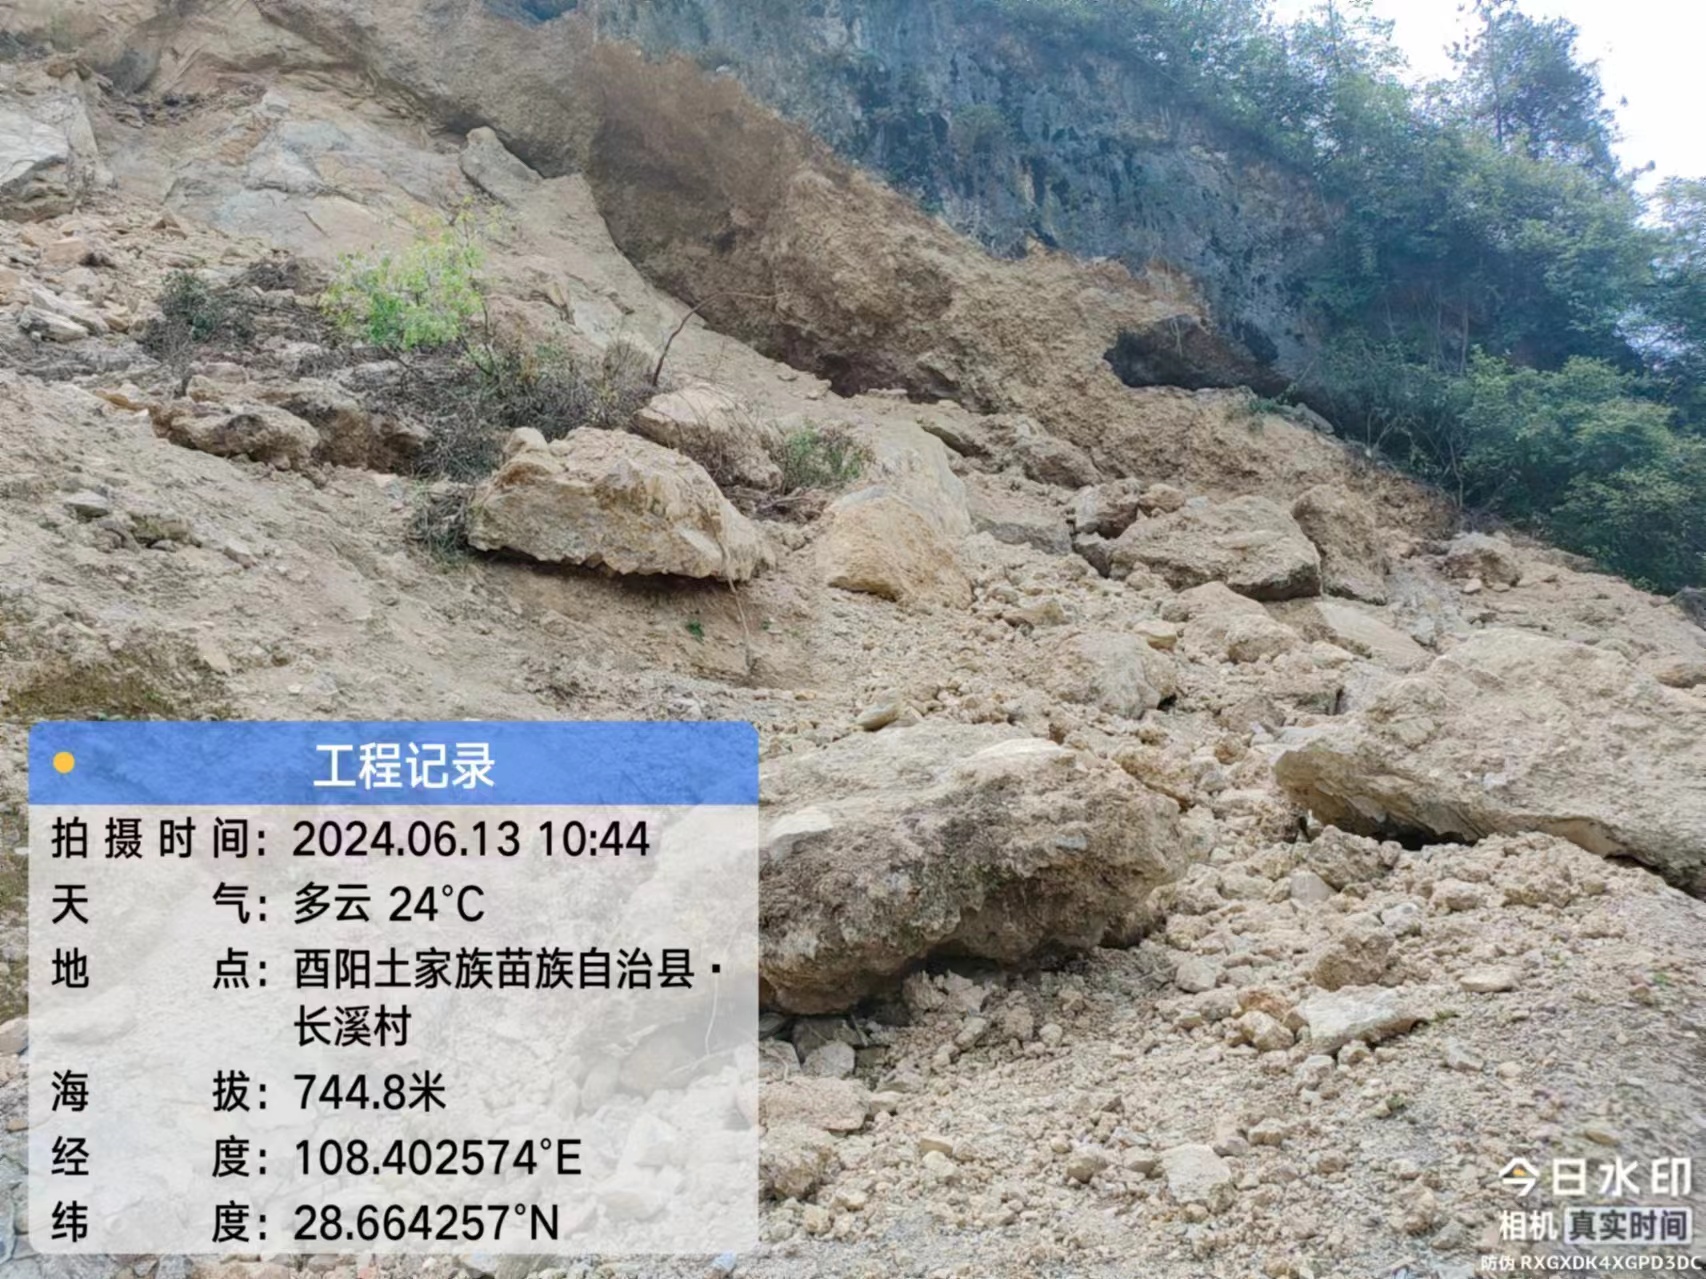 工程记录
拍摄时间：2024.06.13 10:44
天气：多云 24°C
地点：酉阳土家族苗族自治县·
长溪村
海拔：744.8米
经度：108.402574°E
纬度：28.664257°N
今日水印
相机 真实时间
防伪 RXGXDK4XGPD3DC